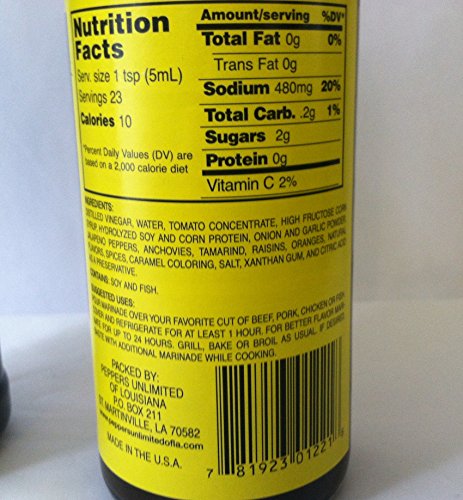 Nutrition
Facts
Serv. size 1 tsp (5mL)
Servings 23
Calories 10
*Percent Daily Values (DV) are
based on a 2,000 calorie diet
Amount/serving %DV*
Total Fat 0g 0%
Trans Fat 0g
Sodium 480mg 20%
Total Carb. .2g 1%
Sugars 2g
Protein 0g
Vitamin C 2%
INGREDIENTS:
DISTILLED VINEGAR, WATER, TOMATO CONCENTRATE, HIGH FRUCTOSE CORN
SYRUP HYDROLYZED SOY AND CORN PROTEIN, ONION AND GARLIC POWDER,
JALAPENO PEPPERS, ANCHOVIES, TAMARIND, RAISINS, ORANGES, NATURAL
FLAVORS, SPICES, CARAMEL COLORING, SALT, XANTHAN GUM, AND CITRIC ACID
AS A PRESERVATIVE.
CONTAINS: SOY AND FISH.
SUGGESTED USES:
POUR MARINADE OVER YOUR FAVORITE CUT OF BEEF, PORK, CHICKEN OR FISH.
COVER AND REFRIGERATE FOR AT LEAST 1 HOUR. FOR BETTER FLAVOR MARI-
NATE FOR UP TO 24 HOURS. GRILL, BAKE OR BROIL AS USUAL. IF DESIRED,
BASTE WITH ADDITIONAL MARINADE WHILE COOKING.
PACKED BY:
PEPPERS UNLIMITED
OF LOUISIANA
P.O. BOX 211
ST MARTINVILLE, LA 70582
www.peppersunlimitedofla.com
MADE IN THE U.S.A.
7 81923 01221 5